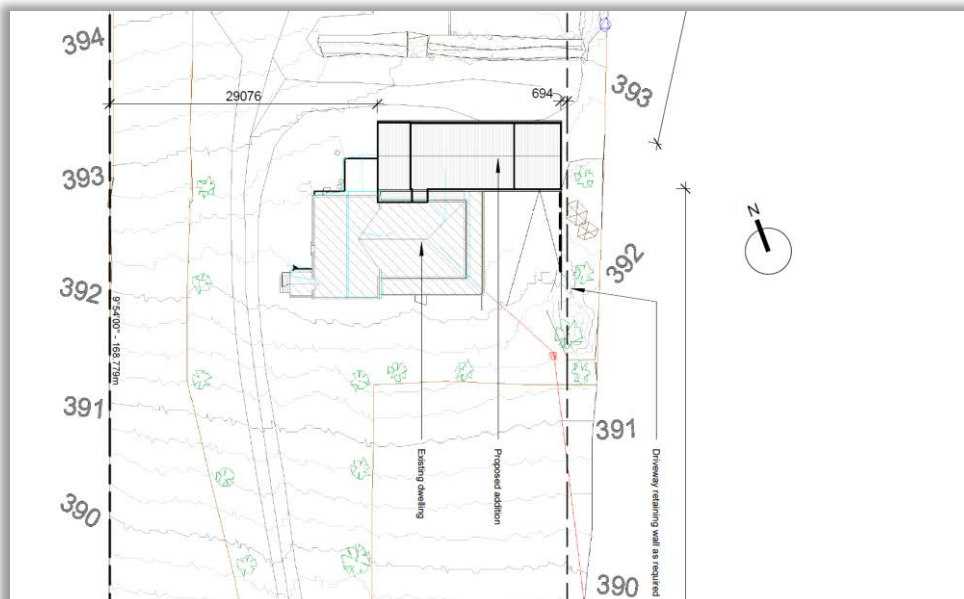 394
29076
694
393
N
393
392
392
9°54'00" - 168.779m
391
Existing dwelling
Proposed addition
Driveway retaining wall as required
391
390
390